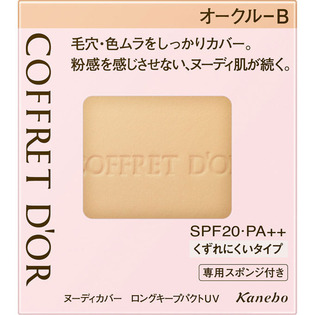 オークルーB
毛穴・色ムラをしっかりカバー。
粉感を感じさせない、ヌーディ肌が続く。
COFFRET D'OR
COFFRET D'OR
SPF20・PA++
くずれにくいタイプ
専用スポンジ付き
ヌーディカバー ロングキープパクトUV
Kanebo